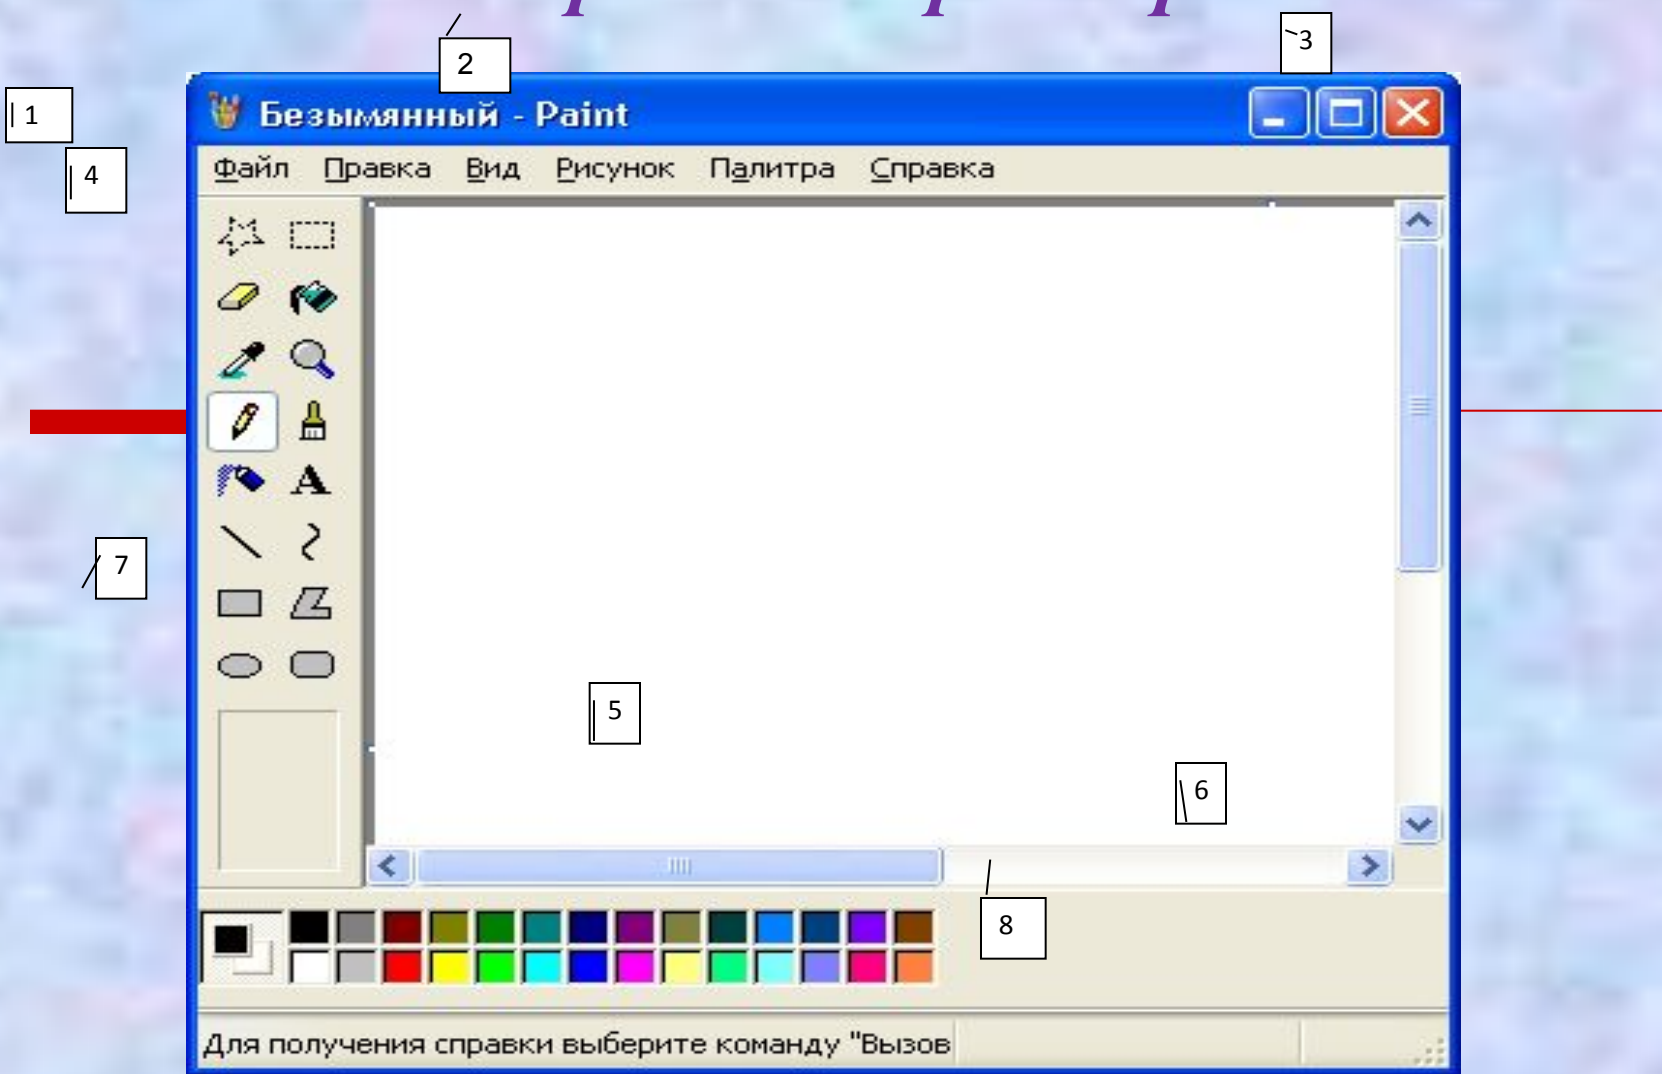 2
3
1
Безымянный - Paint
4
Файл Правка Вид Рисунок Палитра Справка
A
7
5
6
8
Для получения справки выберите команду "Вызов